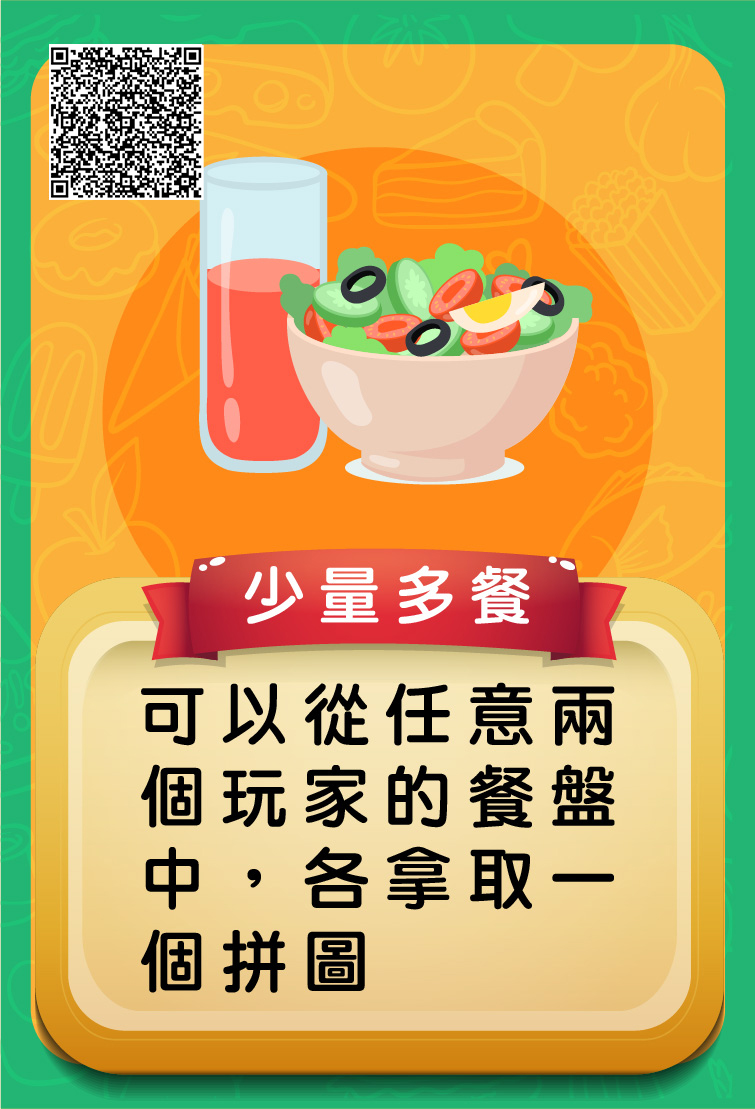 少量多餐
可以從任意兩
個玩家的餐盤
中，各拿取一
個拼圖